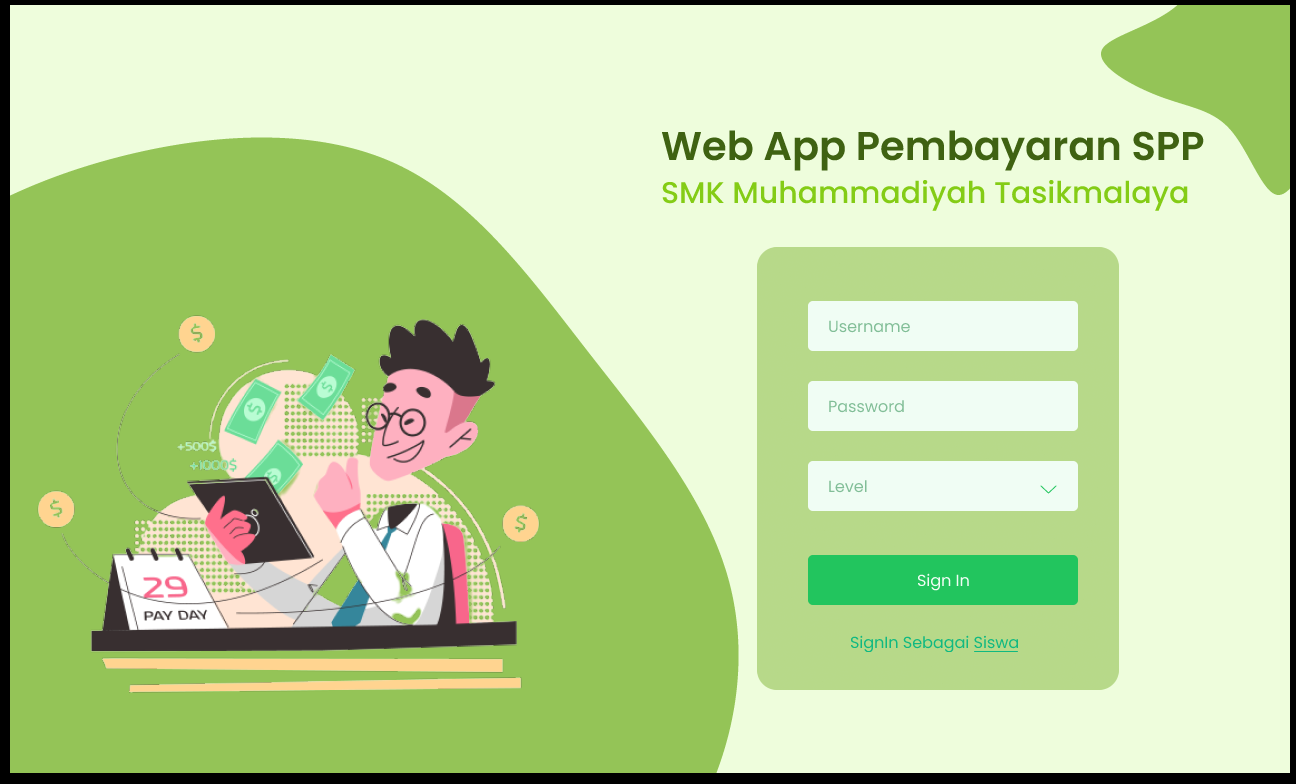 Web App Pembayaran SPP
SMK Muhammadiyah Tasikmalaya
Username
Password
Level
Sign In
SignIn Sebagai Siswa
$
+500$
+1000$
$
$
29
PAY DAY